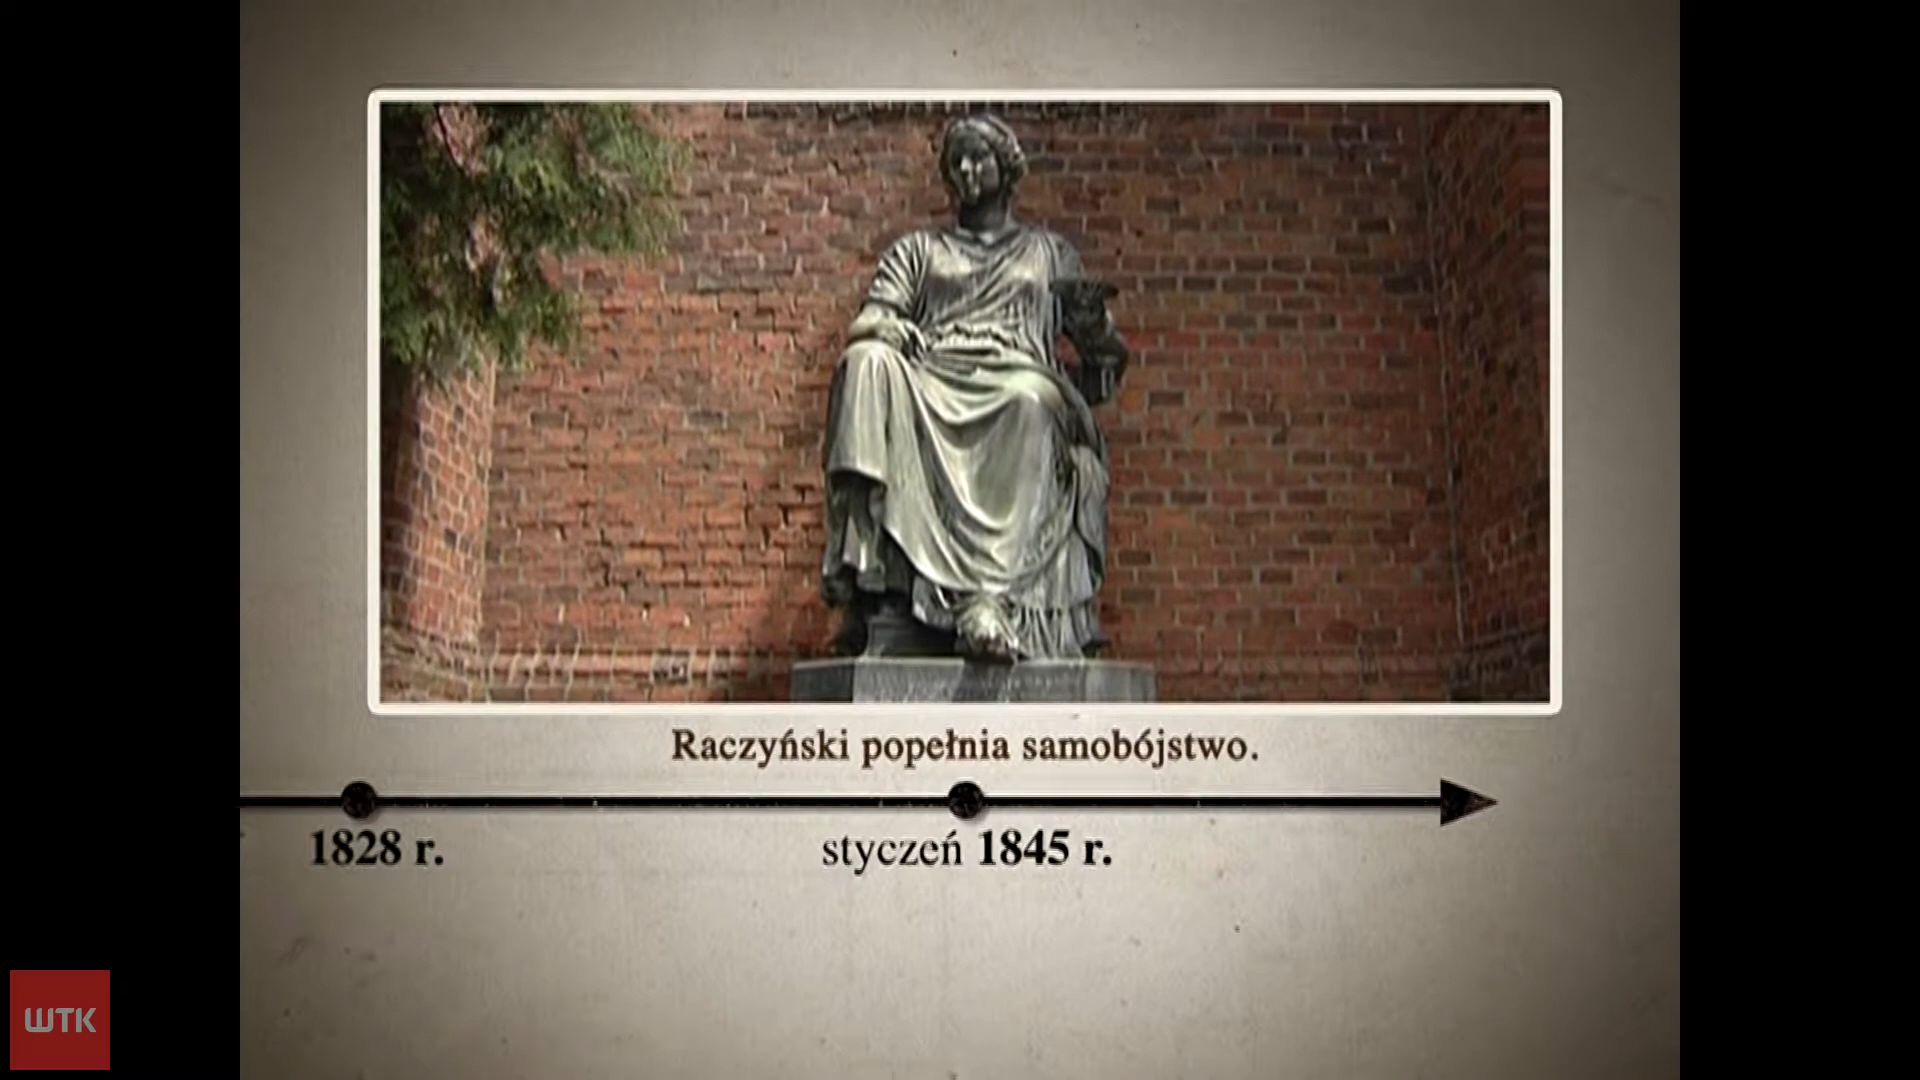 Raczyński popełnia samobójstwo.
1828 r.
styczeń 1845 r.
WTK